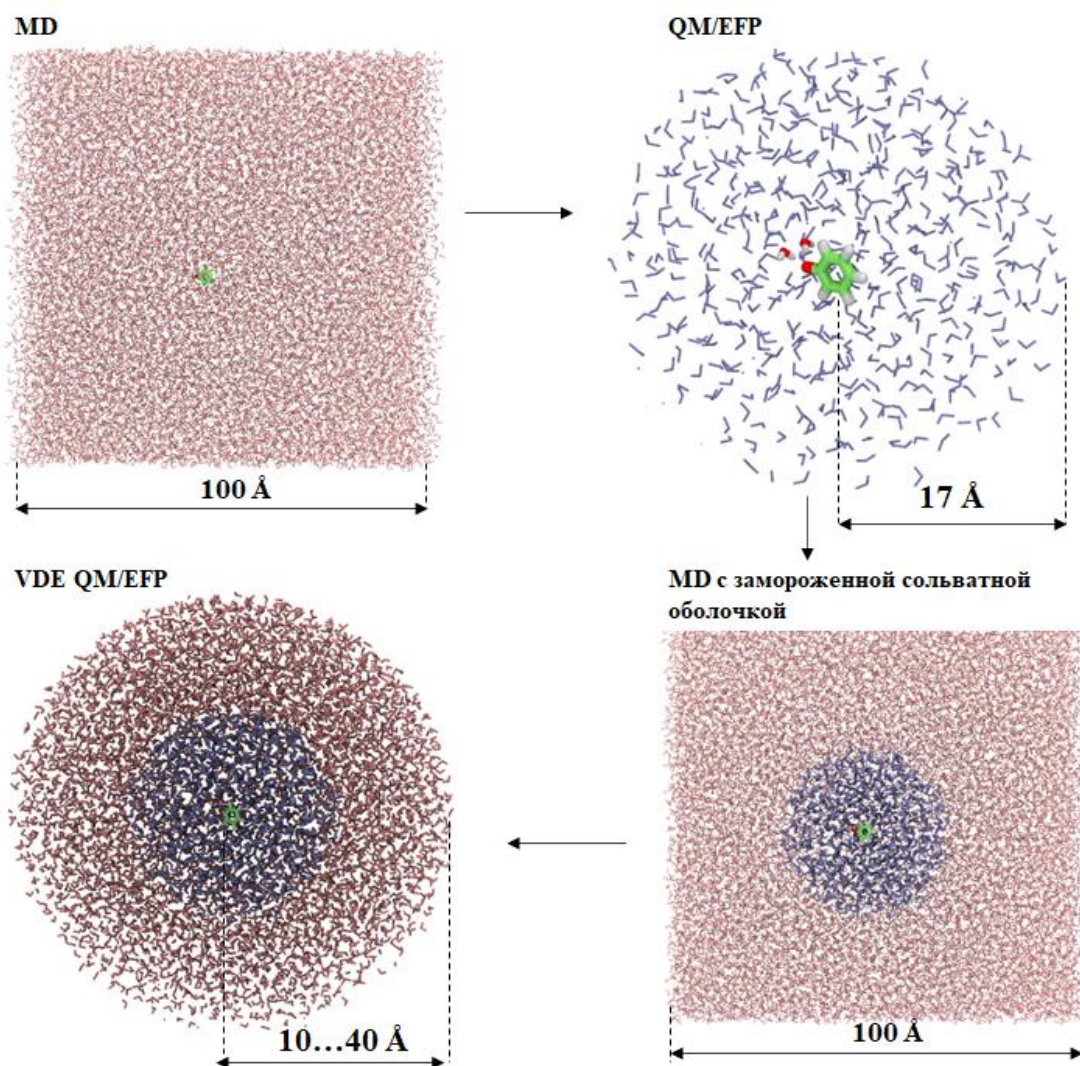 MD
QM/EFP
100 Å
17 Å
VDE QM/EFP
MD с замороженной сольватной
оболочкой
10...40 Å
100 Å